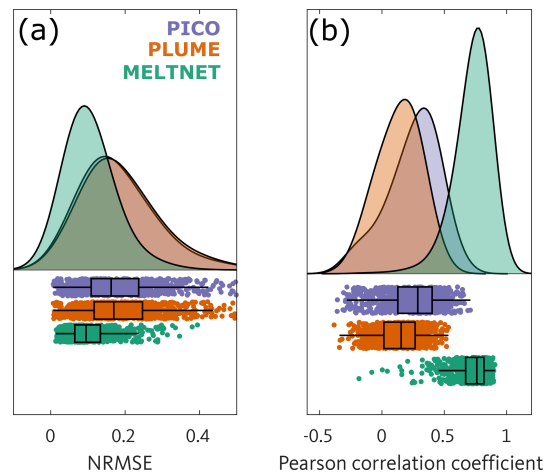 (a)
PICO
PLUME
MELTNET
(b)
0 0.2 0.4
NRMSE
-0.5 0 0.5 1
Pearson correlation coefficient